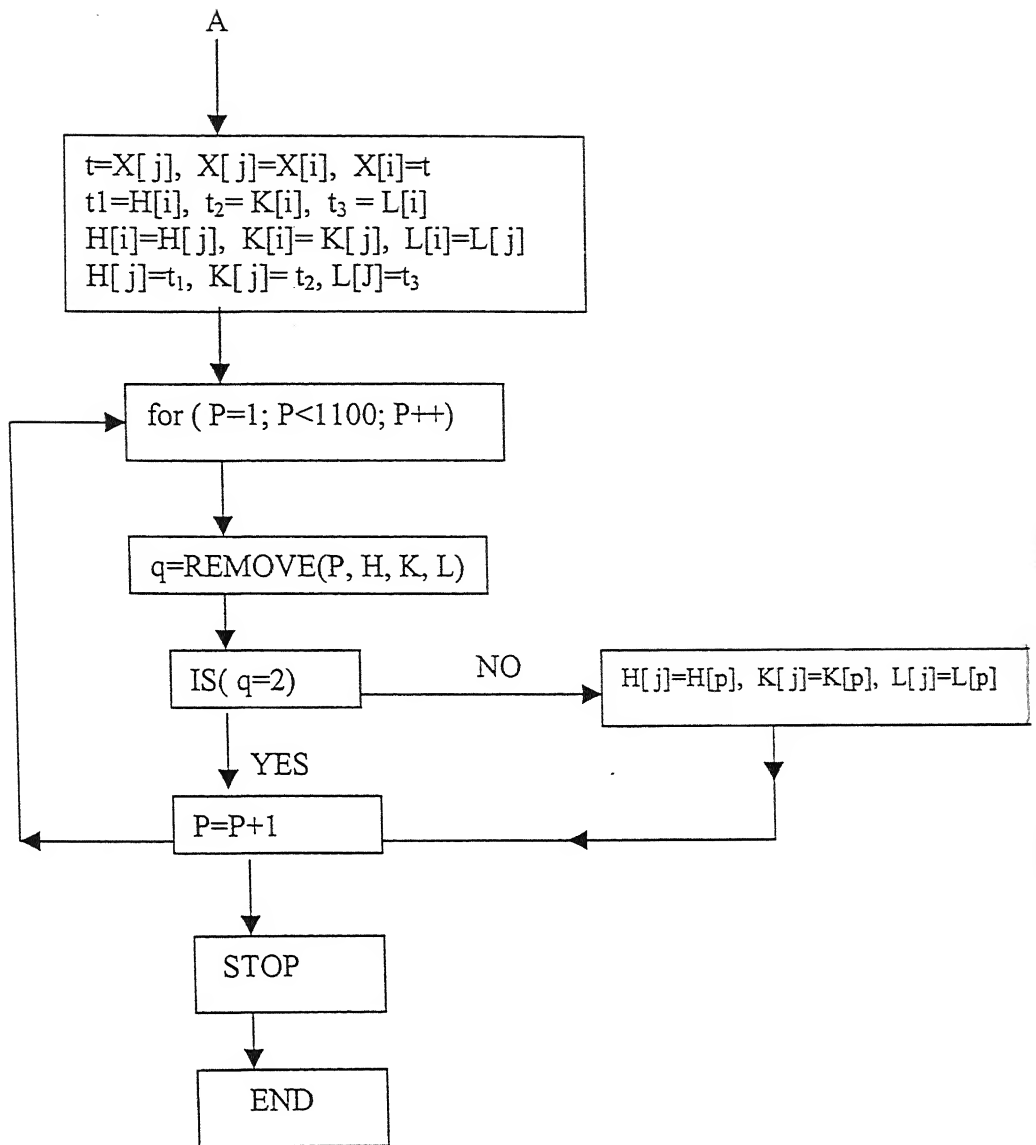 A
t=X[ j], X[ j]=X[i], X[i]=t
t1=H[i], t₂= K[i], t₃ = L[i]
H[i]=H[ j], K[i]= K[ j], L[i]=L[ j]
H[ j]=t₁, K[ j]= t₂, L[J]=t₃
for ( P=1; P<1100; P++)
q=REMOVE(P, H, K, L)
IS( q=2)
NO
H[ j]=H[p], K[ j]=K[p], L[ j]=L[p]
YES
P=P+1
STOP
END